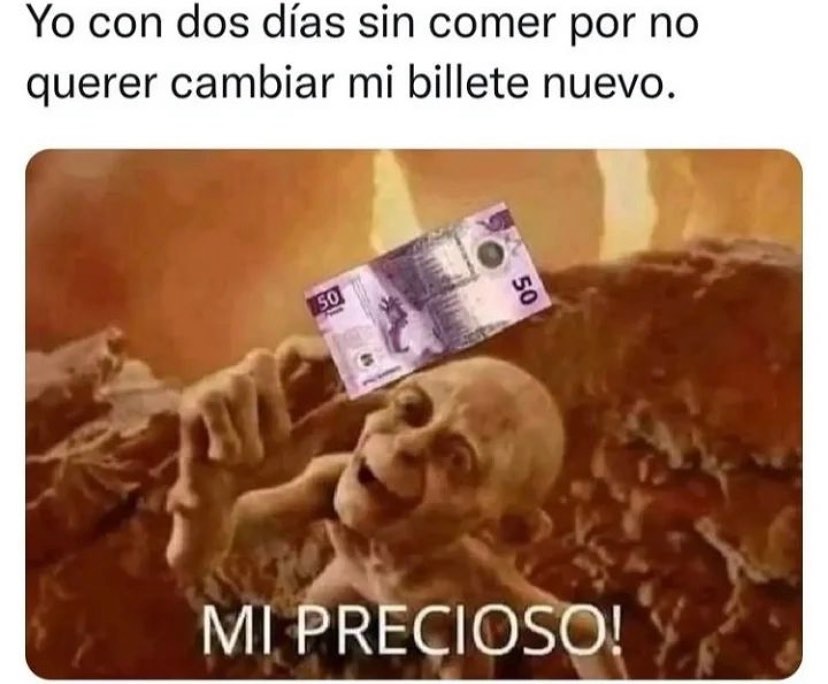 Yo con dos días sin comer por no
querer cambiar mi billete nuevo.
50
50
MI PRECIOSO!